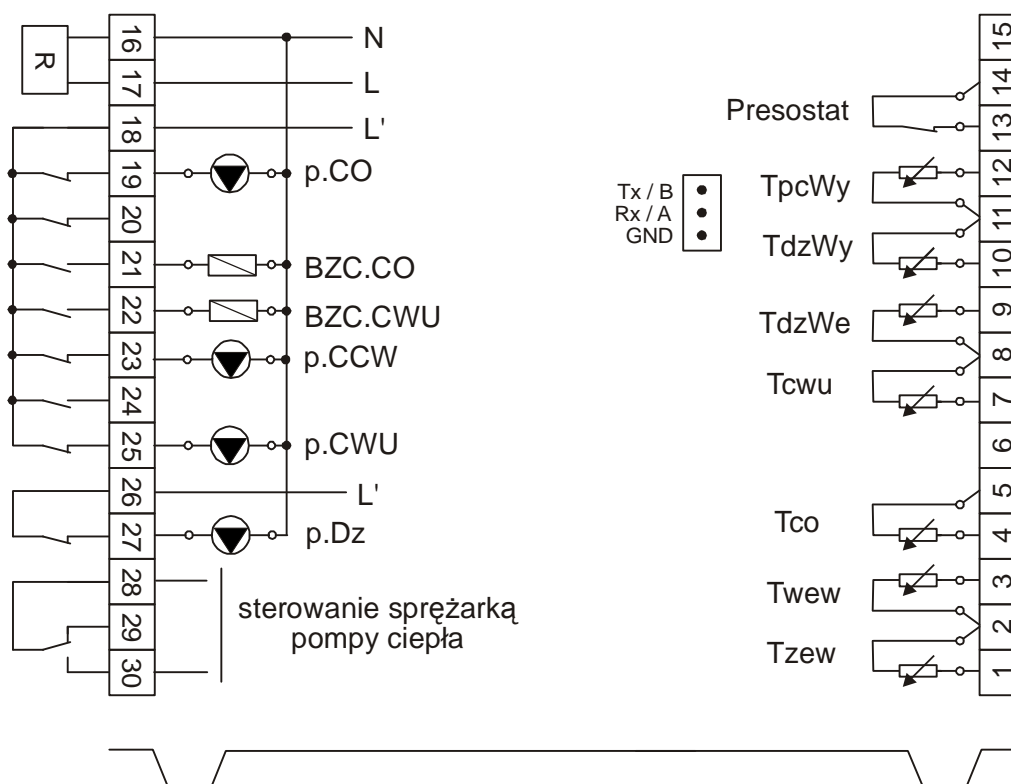 R
16 N
17 L
18 L'
19 p.CO
20
21 BZC.CO
22 BZC.CWU
23 p.CCW
24
25 p.CWU
26 L'
27 p.Dz
28
29
30
sterowanie sprężarką
pompy ciepła
Tx / B
Rx / A
GND
15
14
Presostat
13
12
TpcWy
11
TdzWy
10
9
TdzWe
8
Tcwu
7
6
5
Tco
4
3
Twew
2
Tzew
1